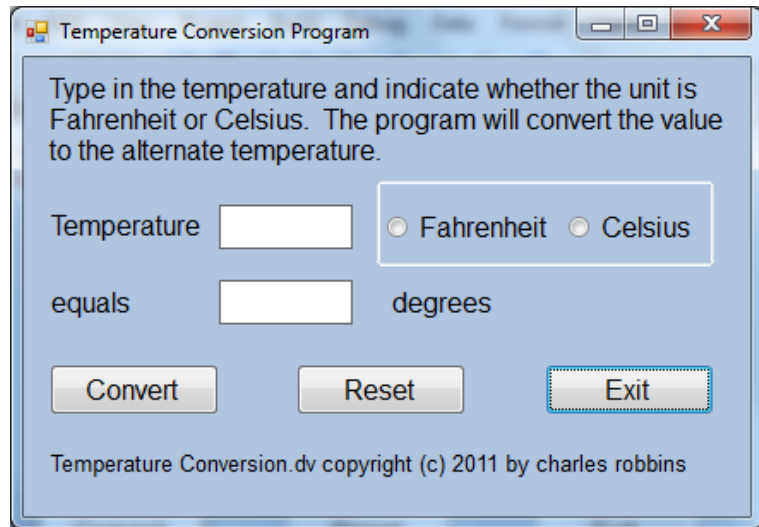 Temperature Conversion Program
Type in the temperature and indicate whether the unit is
Fahrenheit or Celsius.  The program will convert the value
to the alternate temperature.
Temperature
Fahrenheit
Celsius
equals
degrees
Convert
Reset
Exit
Temperature Conversion.dv copyright (c) 2011 by charles robbins